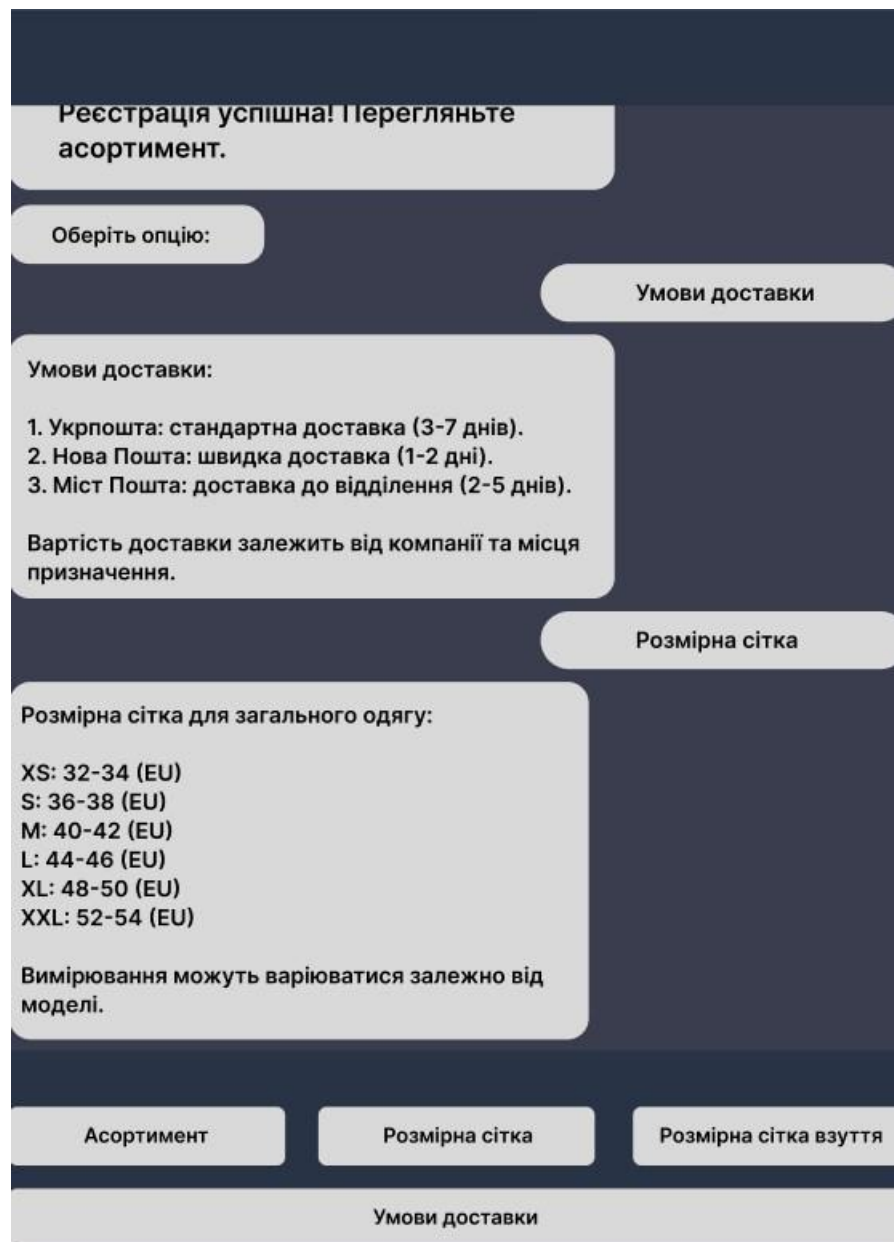 Реєстрація успішна! Перегляньте
асортимент.
Оберіть опцію:
Умови доставки
Умови доставки:
1. Укрпошта: стандартна доставка (3-7 днів).
2. Нова Пошта: швидка доставка (1-2 дні).
3. Міст Пошта: доставка до відділення (2-5 днів).
Вартість доставки залежить від компанії та місця
призначення.
Розмірна сітка
Розмірна сітка для загального одягу:
XS: 32-34 (EU)
S: 36-38 (EU)
M: 40-42 (EU)
L: 44-46 (EU)
XL: 48-50 (EU)
XXL: 52-54 (EU)
Вимірювання можуть варіюватися залежно від
моделі.
Асортимент
Розмірна сітка
Розмірна сітка взуття
Умови доставки